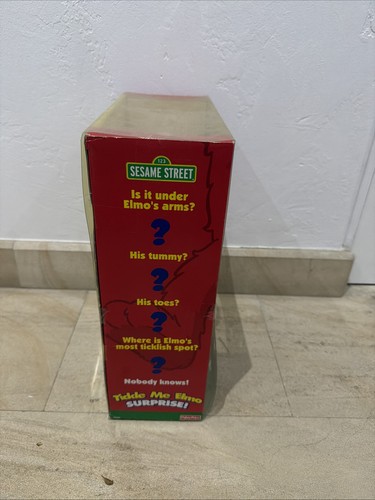 123
SESAME STREET
Is it under
Elmo's arms?
?
His tummy?
?
His toes?
?
Where is Elmo's
most ticklish spot?
?
Nobody knows!
Tickle Me Elmo
SURPRISE!